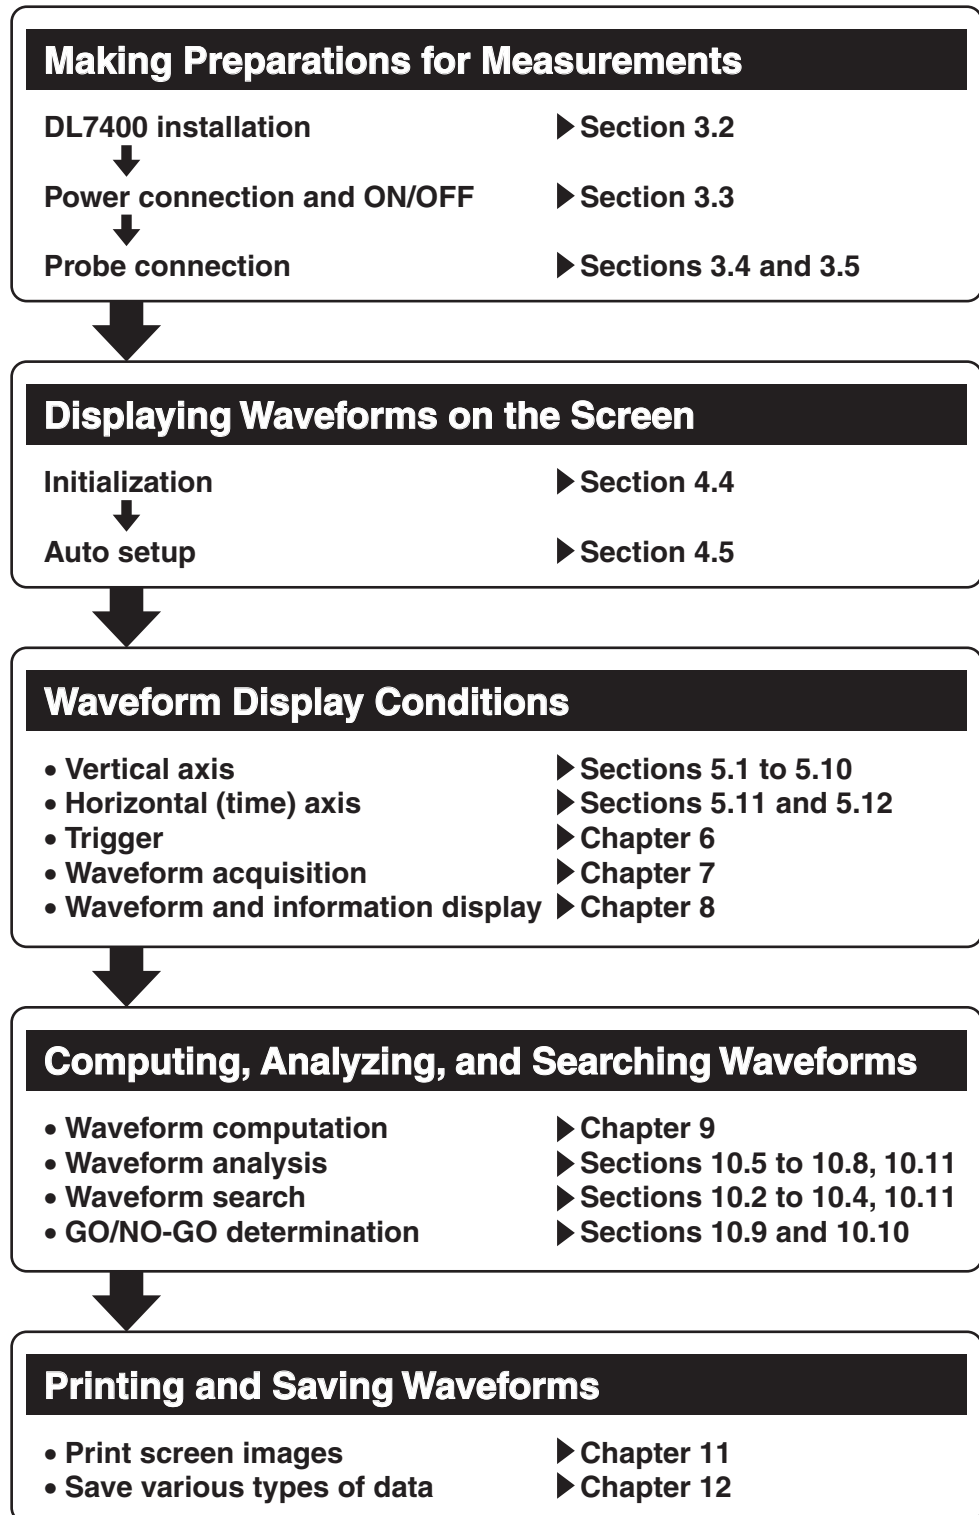 Making Preparations for Measurements
DL7400 installation ▶ Section 3.2
Power connection and ON/OFF ▶ Section 3.3
Probe connection ▶ Sections 3.4 and 3.5
Displaying Waveforms on the Screen
Initialization ▶ Section 4.4
Auto setup ▶ Section 4.5
Waveform Display Conditions
• Vertical axis ▶ Sections 5.1 to 5.10
• Horizontal (time) axis ▶ Sections 5.11 and 5.12
• Trigger ▶ Chapter 6
• Waveform acquisition ▶ Chapter 7
• Waveform and information display ▶ Chapter 8
Computing, Analyzing, and Searching Waveforms
• Waveform computation ▶ Chapter 9
• Waveform analysis ▶ Sections 10.5 to 10.8, 10.11
• Waveform search ▶ Sections 10.2 to 10.4, 10.11
• GO/NO-GO determination ▶ Sections 10.9 and 10.10
Printing and Saving Waveforms
• Print screen images ▶ Chapter 11
• Save various types of data ▶ Chapter 12